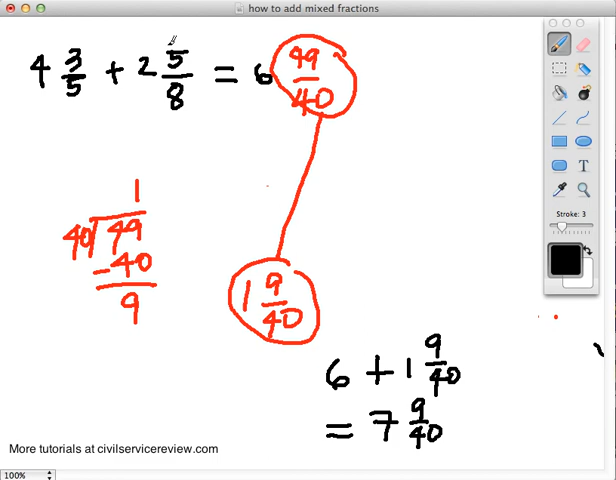 how to add mixed fractions
4 3/5 + 2 5/8 = 6 49/40
1
40 49
-40
9
1 9/40
6 + 1 9/40
= 7 9/40
Stroke: 3
More tutorials at civilservicereview.com
100%